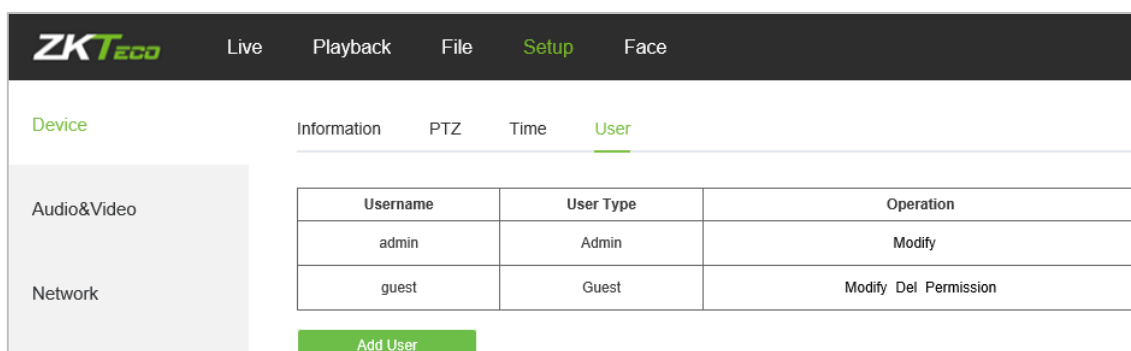 ZKTeco Live Playback File Setup Face
Device
Information PTZ Time User
Audio&Video
Username User Type Operation
admin Admin Modify
Network
guest Guest Modify Del Permission
Add User